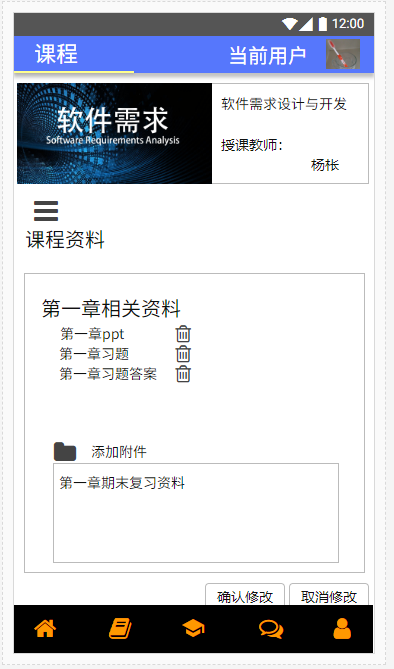 12:00
课程
当前用户
软件需求
Software Requirements Analysis
软件需求设计与开发
授课教师：
杨枨
课程资料
第一章相关资料
第一章ppt
第一章习题
第一章习题答案
添加附件
第一章期末复习资料
确认修改
取消修改